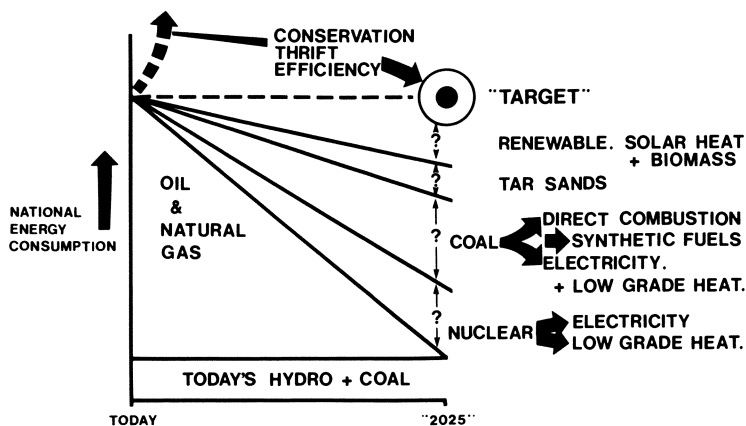 CONSERVATION
THRIFT
EFFICIENCY
¨TARGET¨
?
RENEWABLE. SOLAR HEAT
+ BIOMASS
?
TAR SANDS
OIL
&
NATURAL
GAS
NATIONAL
ENERGY
CONSUMPTION
?
COAL
DIRECT COMBUSTION
SYNTHETIC FUELS
ELECTRICITY.
+ LOW GRADE HEAT.
?
NUCLEAR
ELECTRICITY
LOW GRADE HEAT.
TODAY'S HYDRO + COAL
TODAY
¨2025¨